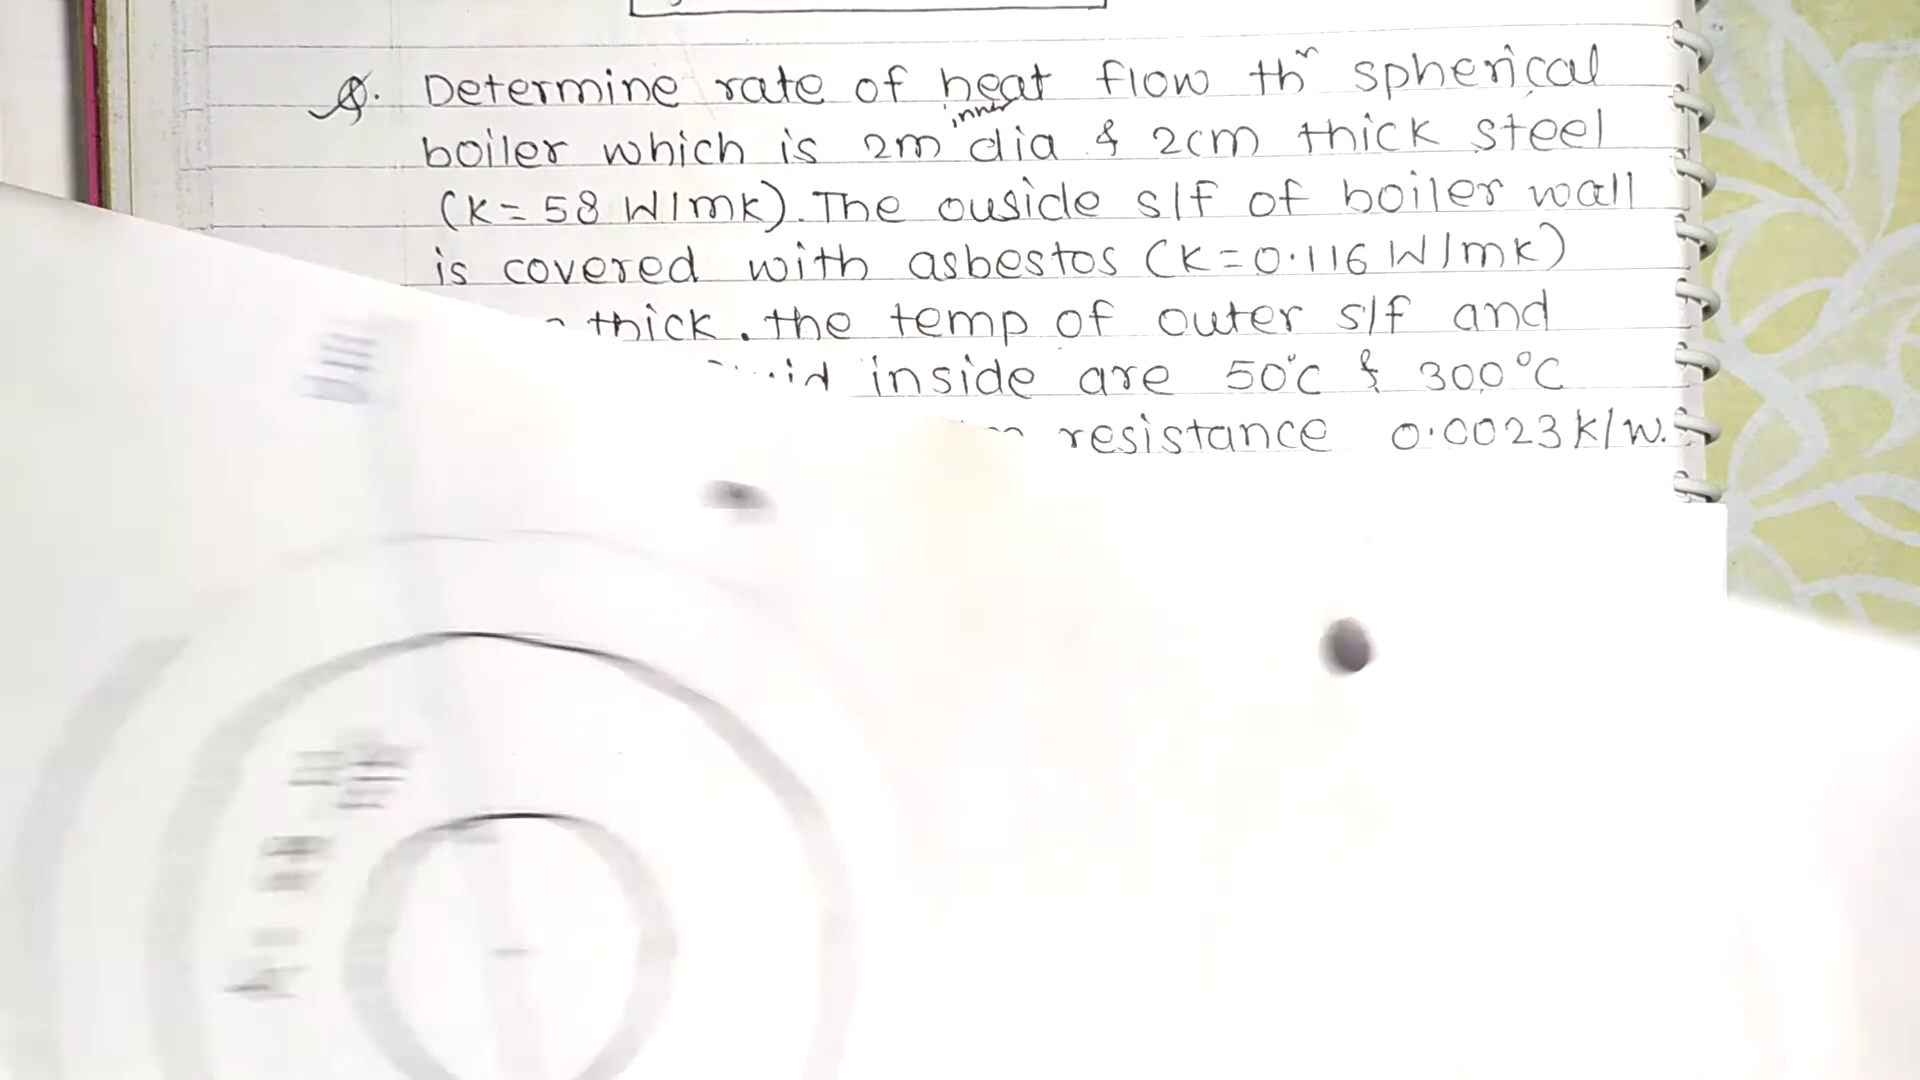 Q. Determine rate of heat flow thr spherical
boiler which is 2m inner dia & 2cm thick steel
(K= 58 W/mK). The ouside s/f of boiler wall
is covered with asbestos (K=0.116 W/mK)
thick. the temp of outer s/f and
inside are 50°C & 300°C
resistance 0.0023 K/W.